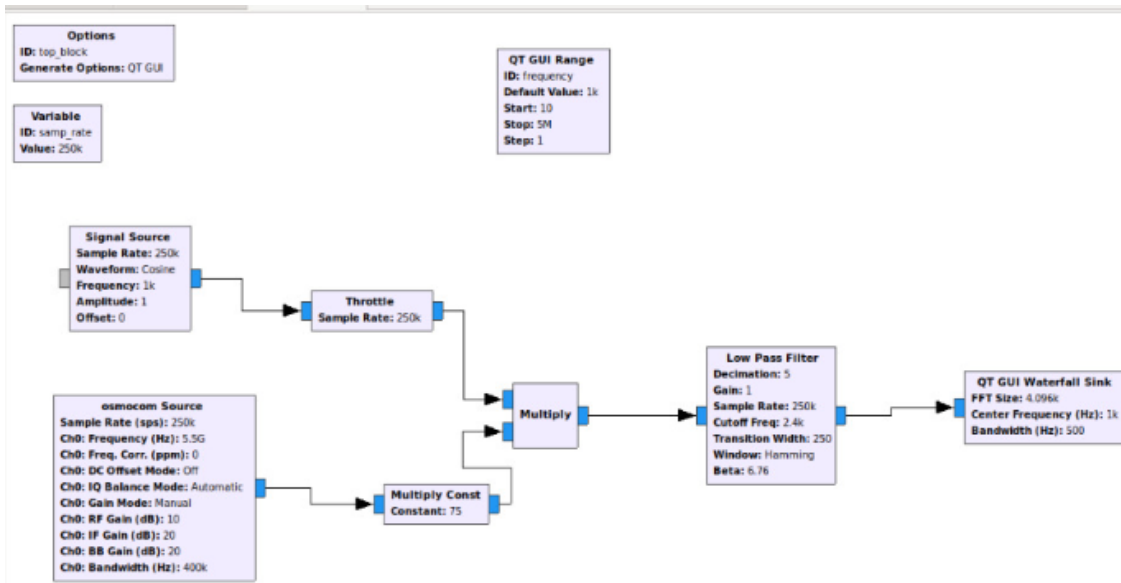 Options
ID: top_block
Generate Options: QT GUI
Variable
ID: samp_rate
Value: 250k
QT GUI Range
ID: frequency
Default Value: 1k
Start: 10
Stop: 5M
Step: 1
Signal Source
Sample Rate: 250k
Waveform: Cosine
Frequency: 1k
Amplitude: 1
Offset: 0
Throttle
Sample Rate: 250k
osmocom Source
Sample Rate (sps): 250k
Ch0: Frequency (Hz): 5.5G
Ch0: Freq. Corr. (ppm): 0
Ch0: DC Offset Mode: Off
Ch0: IQ Balance Mode: Automatic
Ch0: Gain Mode: Manual
Ch0: RF Gain (dB): 10
Ch0: IF Gain (dB): 20
Ch0: BB Gain (dB): 20
Ch0: Bandwidth (Hz): 400k
Multiply Const
Constant: 75
Multiply
Low Pass Filter
Decimation: 5
Gain: 1
Sample Rate: 250k
Cutoff Freq: 2.4k
Transition Width: 250
Window: Hamming
Beta: 6.76
QT GUI Waterfall Sink
FFT Size: 4.096k
Center Frequency (Hz): 1k
Bandwidth (Hz): 500